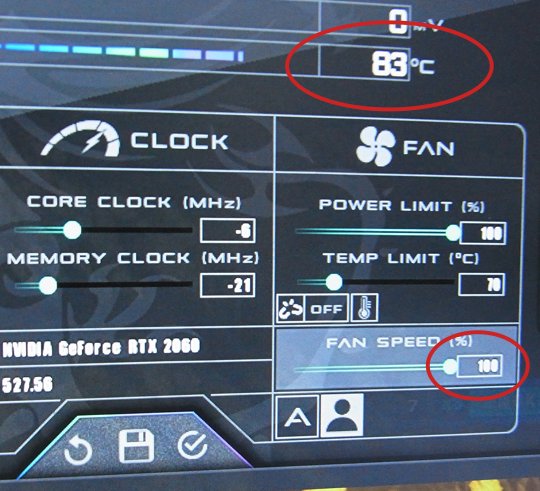 0 mV
83 °C
CLOCK
FAN
CORE CLOCK (MHz)
-6
POWER LIMIT (%)
100
MEMORY CLOCK (MHz)
-21
TEMP LIMIT (°C)
70
OFF
NVIDIA GeForce RTX 2060
FAN SPEED (%)
100
527.56
A